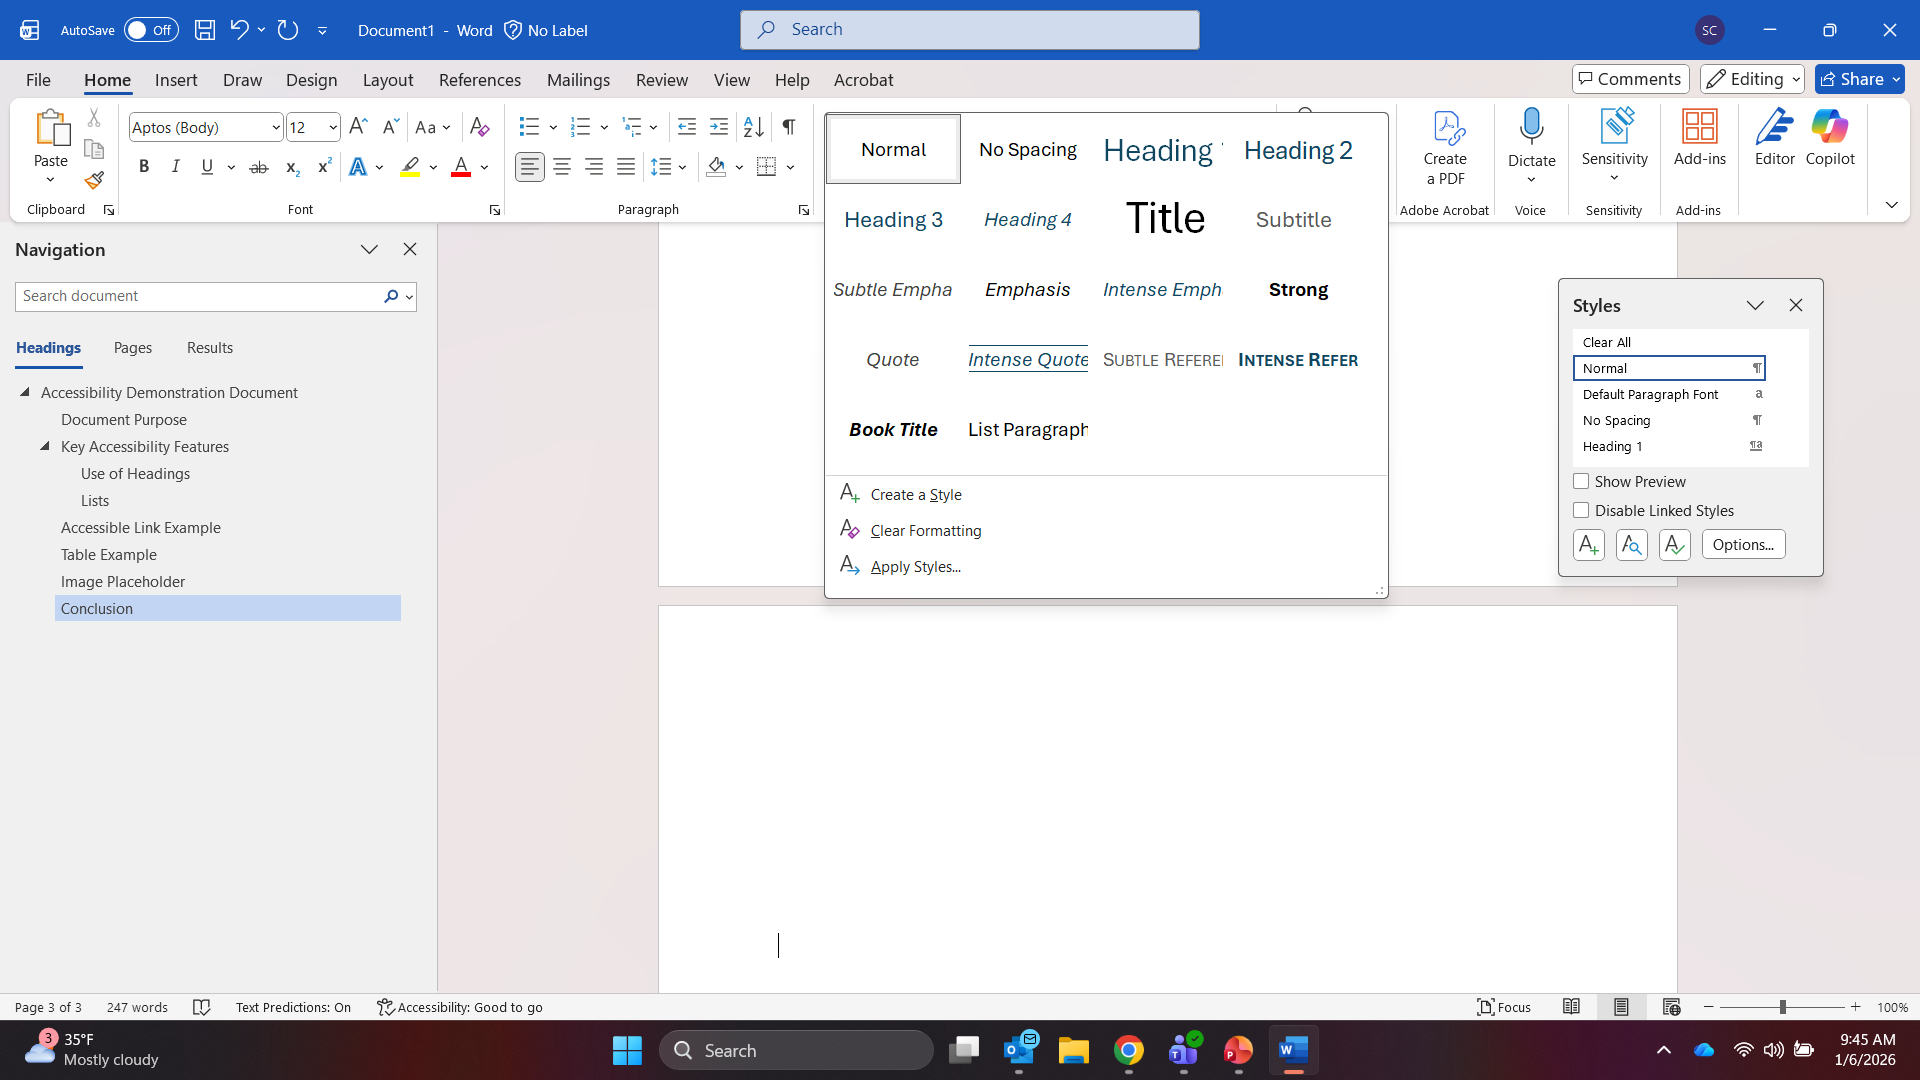 AutoSave Off Document1 - Word No Label Search SC
File Home Insert Draw Design Layout References Mailings Review View Help Acrobat Comments Editing Share
Paste
Clipboard
Aptos (Body) 12
Font
Paragraph
Create a PDF
Adobe Acrobat
Dictate
Voice
Sensitivity
Sensitivity
Add-ins
Add-ins
Editor
Copilot
Normal No Spacing Heading Heading 2
Heading 3 Heading 4 Title Subtitle
Subtle Empha Emphasis Intense Emph Strong
Quote Intense Quote Subtle Refere Intense Refer
Book Title List Paragraph
Create a Style
Clear Formatting
Apply Styles...
Navigation
Search document
Headings Pages Results
Accessibility Demonstration Document
Document Purpose
Key Accessibility Features
Use of Headings
Lists
Accessible Link Example
Table Example
Image Placeholder
Conclusion
Styles
Clear All
Normal
Default Paragraph Font a
No Spacing
Heading 1
Show Preview
Disable Linked Styles
Options...
Page 3 of 3 247 words Text Predictions: On Accessibility: Good to go Focus 100%
3 35°F
Mostly cloudy
Search
9:45 AM
1/6/2026